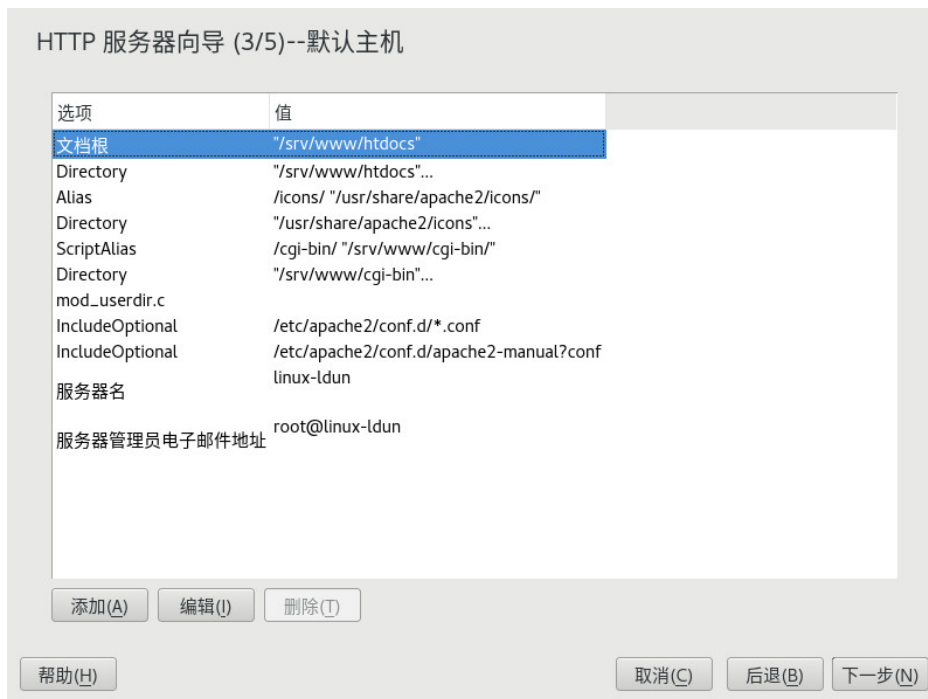 HTTP 服务器向导 (3/5)--默认主机
选项 值
文档根 "/srv/www/htdocs"
Directory "/srv/www/htdocs"...
Alias /icons/ "/usr/share/apache2/icons/"
Directory "/usr/share/apache2/icons"...
ScriptAlias /cgi-bin/ "/srv/www/cgi-bin/"
Directory "/srv/www/cgi-bin"...
mod_userdir.c
IncludeOptional /etc/apache2/conf.d/*.conf
IncludeOptional /etc/apache2/conf.d/apache2-manual?conf
服务器名 linux-ldun
服务器管理员电子邮件地址 root@linux-ldun
添加(A) 编辑(I) 删除(T)
帮助(H) 取消(C) 后退(B) 下一步(N)